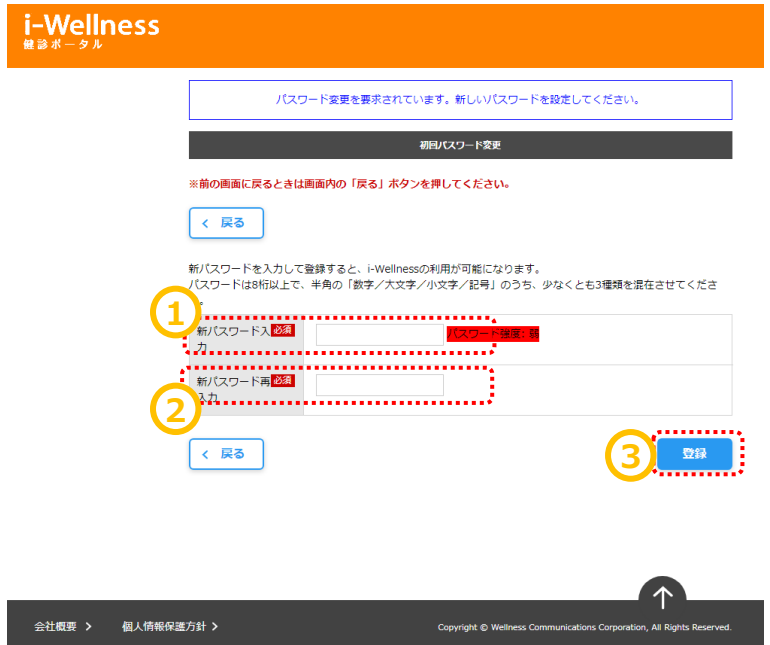 i-Wellness
健診ポータル
パスワード変更を要求されています。新しいパスワードを設定してください。
初回パスワード変更
※前の画面に戻るときは画面内の「戻る」ボタンを押してください。
戻る
新パスワードを入力して登録すると、i-Wellnessの利用が可能になります。
パスワードは8桁以上で、半角の「数字／大文字／小文字／記号」のうち、少なくとも3種類を混在させてくださ
。
1
新パスワード入 必須
力
パスワード強度: 弱
新パスワード再 必須
入力
2
戻る
3
登録
会社概要
個人情報保護方針
Copyright © Wellness Communications Corporation, All Rights Reserved.